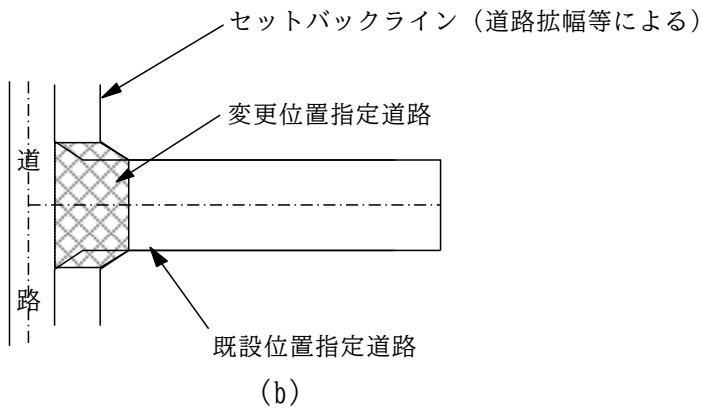 セットバックライン（道路拡幅等による）
変更位置指定道路
道路
既設位置指定道路
(b)